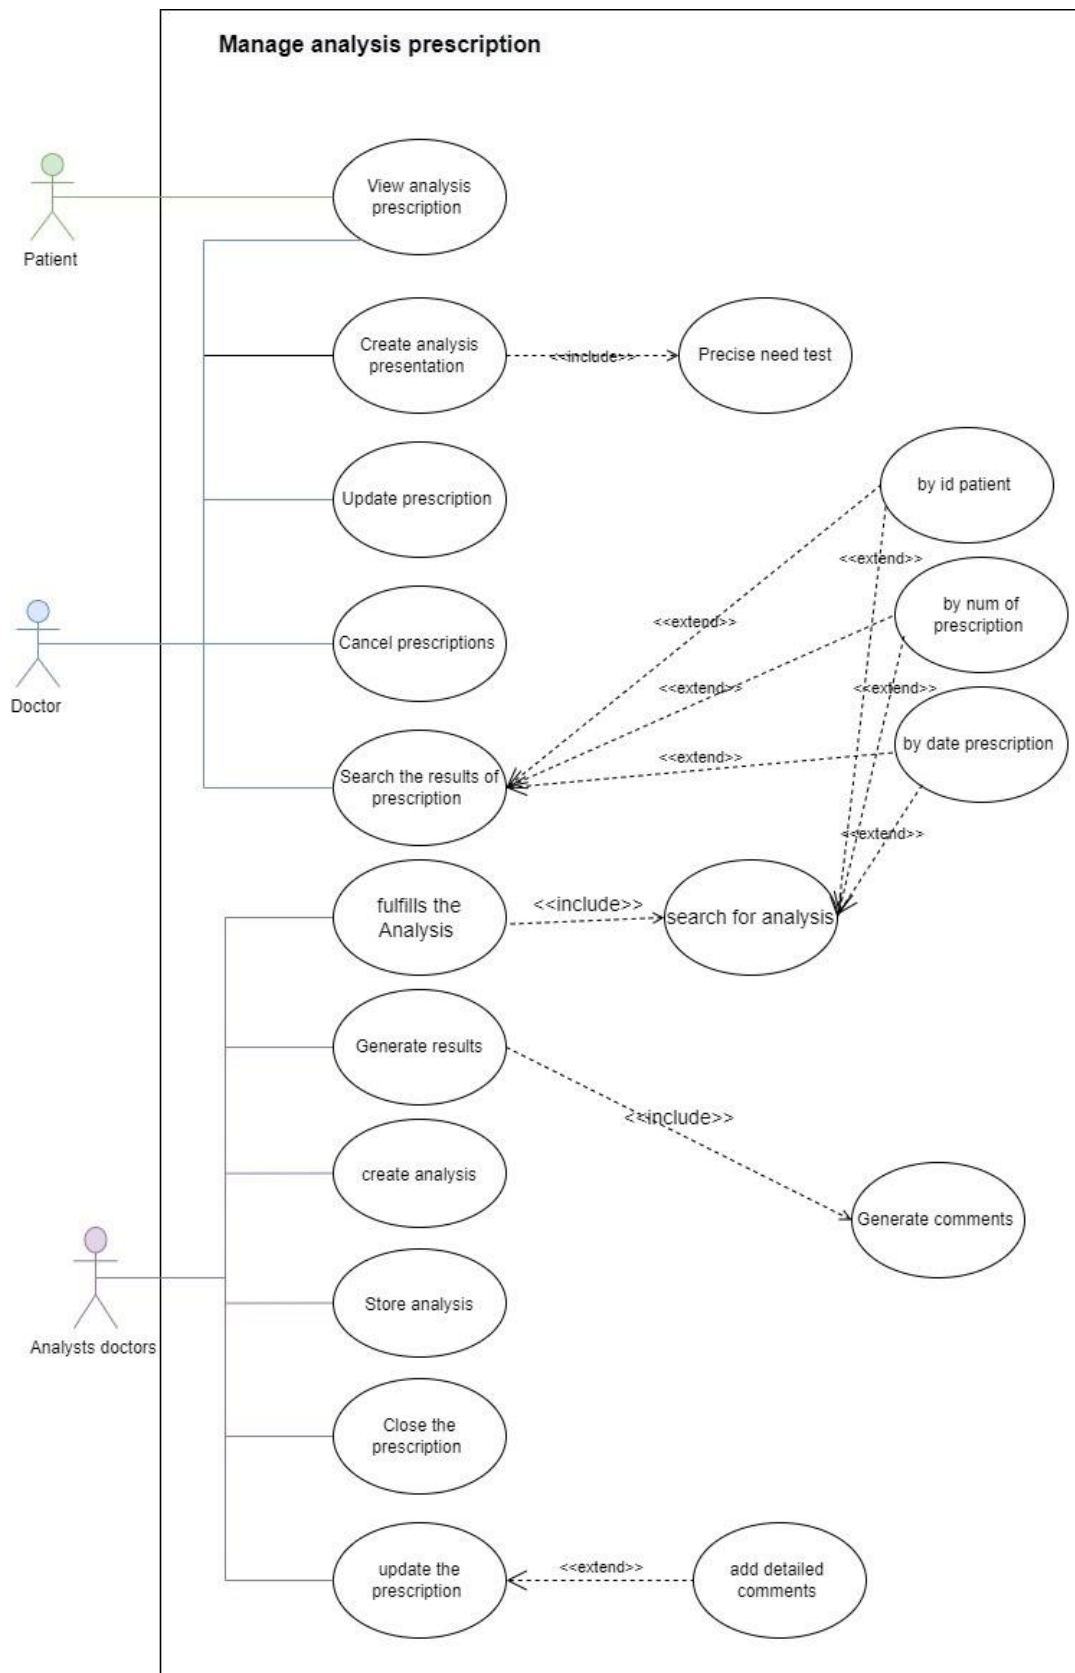 Manage analysis prescription
View analysis
prescription
Patient
Create analysis
presentation
<<include>>
Precise need test
by id patient
Update prescription
<<extend>>
by num of
prescription
<<extend>>
Cancel prescriptions
Doctor
<<extend>>
<<extend>>
by date prescription
<<extend>>
Search the results of
prescription
<<extend>>
fulfills the
Analysis
<<include>>
search for analysis
Generate results
<<include>>
create analysis
Generate comments
Store analysis
Analysts doctors
Close the
prescription
update the
prescription
<<extend>>
add detailed
comments